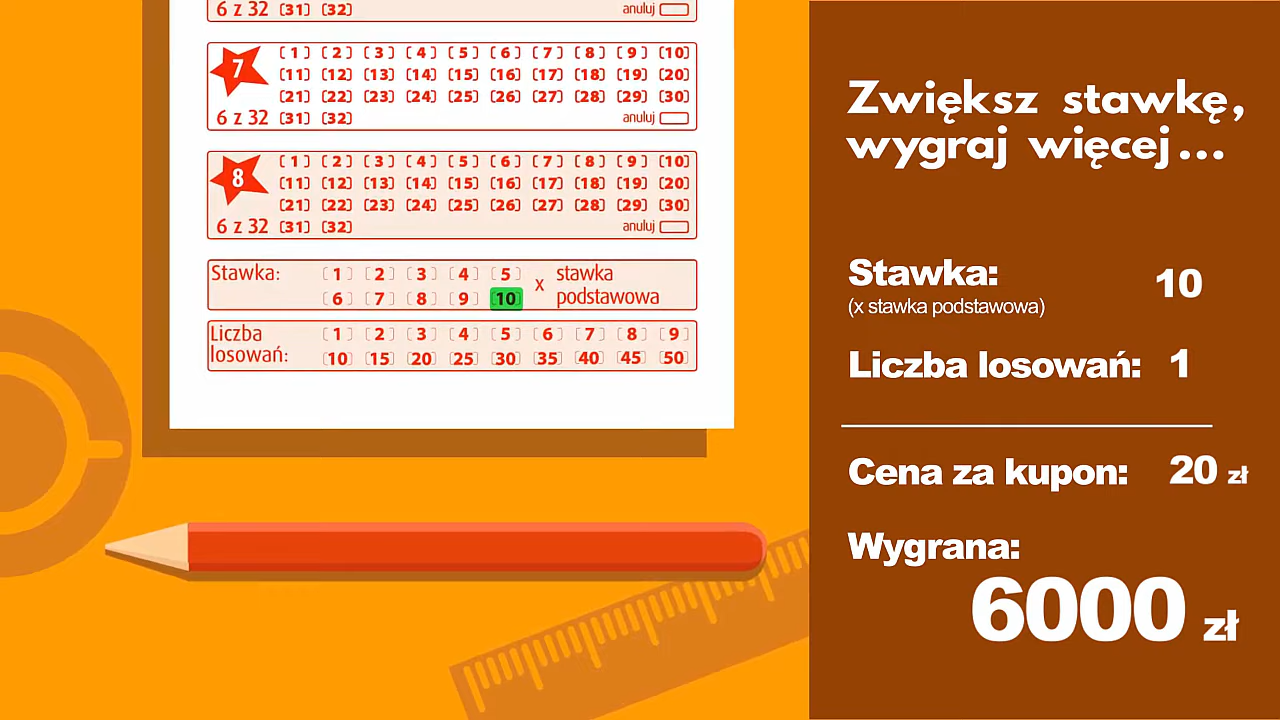 6 z 32 [31] [32] anuluj
7
[1] [2] [3] [4] [5] [6] [7] [8] [9] [10]
[11] [12] [13] [14] [15] [16] [17] [18] [19] [20]
[21] [22] [23] [24] [25] [26] [27] [28] [29] [30]
6 z 32 [31] [32] anuluj
8
[1] [2] [3] [4] [5] [6] [7] [8] [9] [10]
[11] [12] [13] [14] [15] [16] [17] [18] [19] [20]
[21] [22] [23] [24] [25] [26] [27] [28] [29] [30]
6 z 32 [31] [32] anuluj
Stawka: [1] [2] [3] [4] [5] x stawka
[6] [7] [8] [9] [10] podstawowa
Liczba [1] [2] [3] [4] [5] [6] [7] [8] [9]
losowań: [10] [15] [20] [25] [30] [35] [40] [45] [50]
Zwiększ stawkę,
wygraj więcej...
Stawka: 10
(x stawka podstawowa)
Liczba losowań: 1
Cena za kupon: 20 zł
Wygrana:
6000 zł